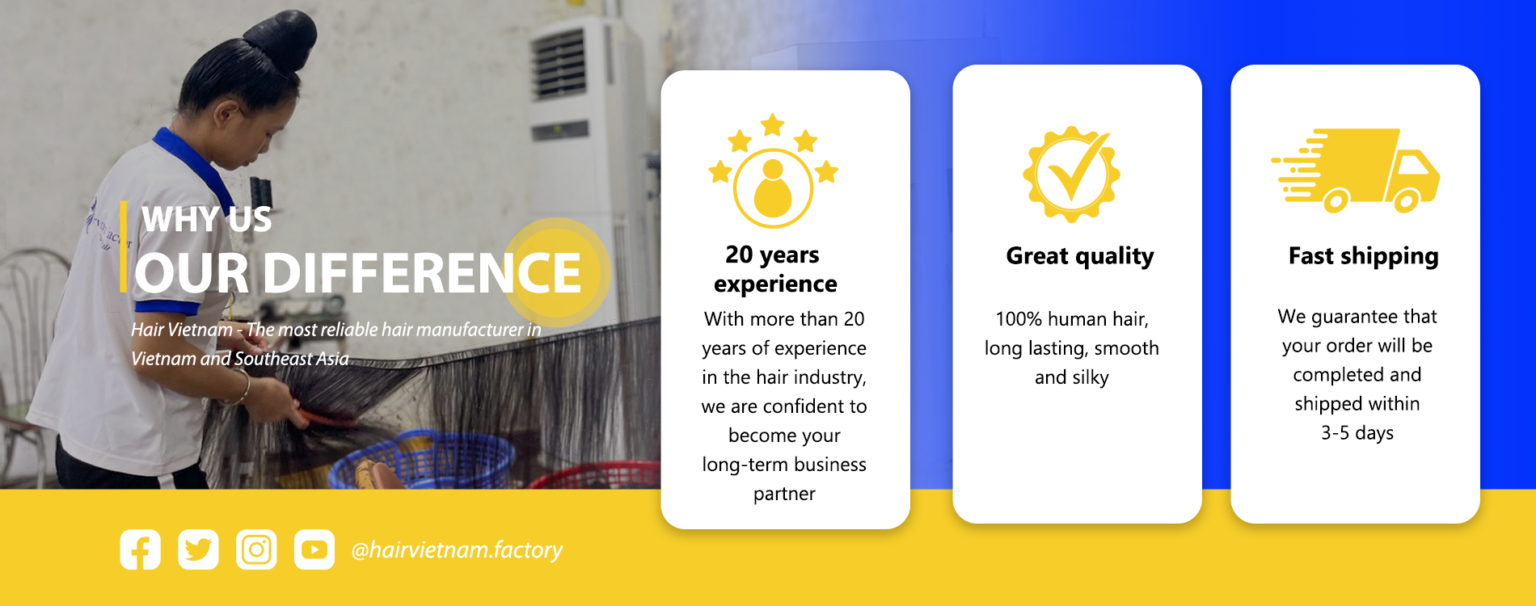 WHY US
OUR DIFFERENCE
Hair Vietnam - The most reliable hair manufacturer in
Vietnam and Southeast Asia
20 years
experience
With more than 20
years of experience
in the hair industry,
we are confident to
become your
long-term business
partner
Great quality
100% human hair,
long lasting, smooth
and silky
Fast shipping
We guarantee that
your order will be
completed and
shipped within
3-5 days
@hairvietnam.factory